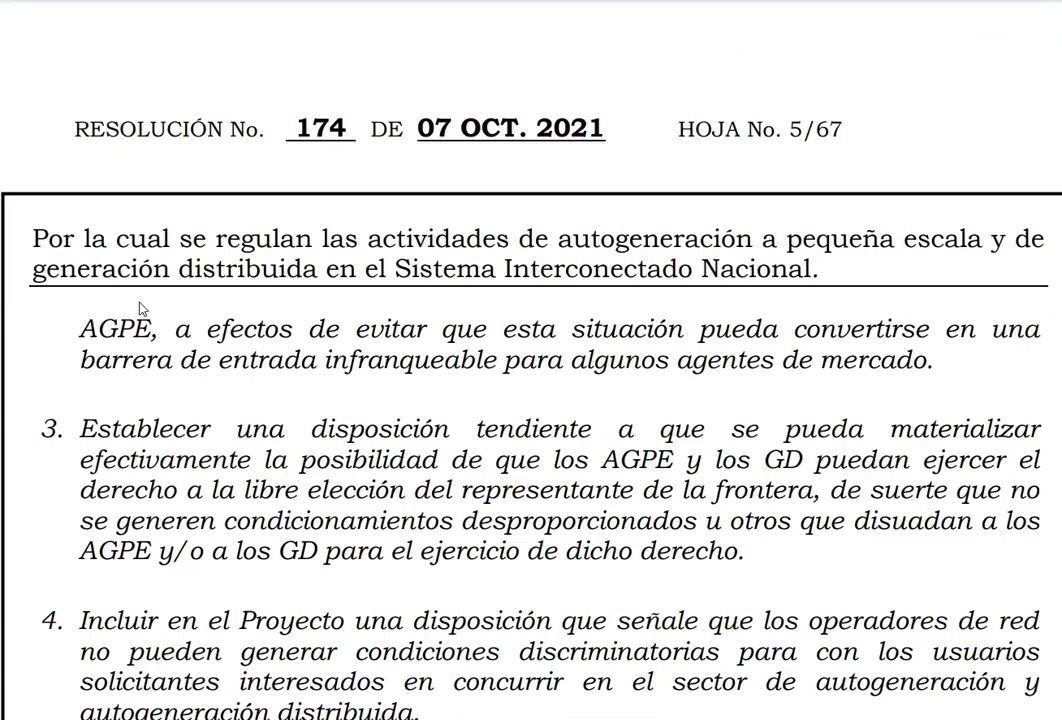 RESOLUCIÓN No. 174 DE 07 OCT. 2021 HOJA No. 5/67
Por la cual se regulan las actividades de autogeneración a pequeña escala y de
generación distribuida en el Sistema Interconectado Nacional.
AGPE, a efectos de evitar que esta situación pueda convertirse en una
barrera de entrada infranqueable para algunos agentes de mercado.
3. Establecer una disposición tendiente a que se pueda materializar
efectivamente la posibilidad de que los AGPE y los GD puedan ejercer el
derecho a la libre elección del representante de la frontera, de suerte que no
se generen condicionamientos desproporcionados u otros que disuadan a los
AGPE y/o a los GD para el ejercicio de dicho derecho.
4. Incluir en el Proyecto una disposición que señale que los operadores de red
no pueden generar condiciones discriminatorias para con los usuarios
solicitantes interesados en concurrir en el sector de autogeneración y
autogeneración distribuida.